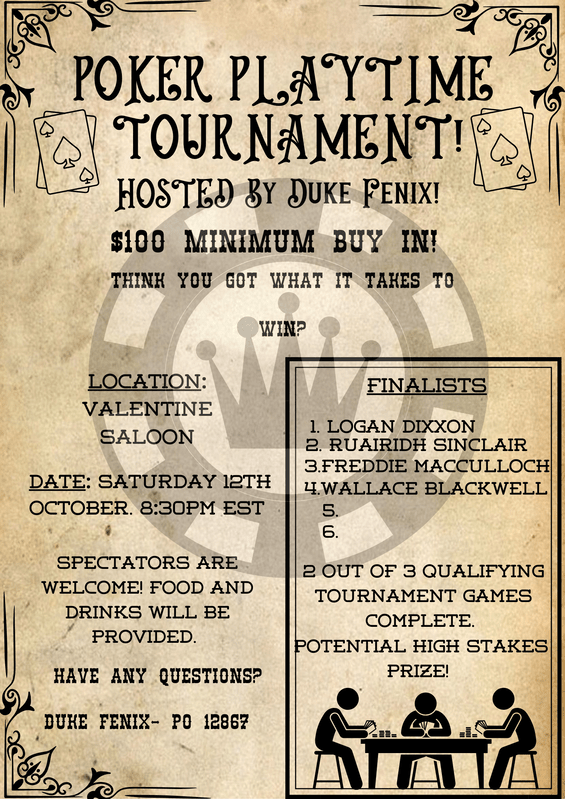 POKER PLAYTIME
TOURNAMENT!
HOSTED BY DUKE FENIX!
$100 MINIMUM BUY IN!
THINK YOU GOT WHAT IT TAKES TO
WIN?
LOCATION:
VALENTINE
SALOON
DATE: SATURDAY 12TH
OCTOBER. 8:30PM EST
SPECTATORS ARE
WELCOME! FOOD AND
DRINKS WILL BE
PROVIDED.
HAVE ANY QUESTIONS?
DUKE FENIX- PO 12867
FINALISTS
1. LOGAN DIXXON
2. RUAIRIDH SINCLAIR
3.FREDDIE MACCULLOCH
4.WALLACE BLACKWELL
5.
6.
2 OUT OF 3 QUALIFYING
TOURNAMENT GAMES
COMPLETE.
POTENTIAL HIGH STAKES
PRIZE!